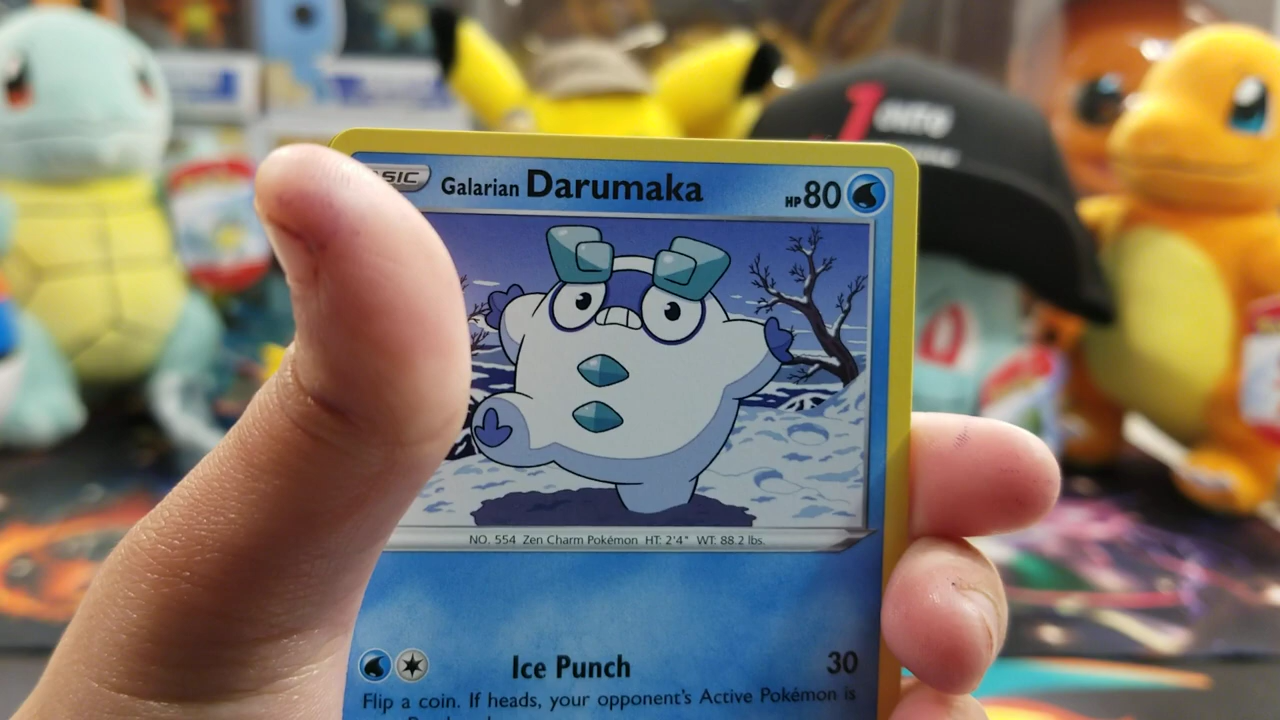 SIC Galarian Darumaka HP 80
NO. 554 Zen Charm Pokémon HT: 2'4" WT: 88.2 lbs.
Ice Punch 30
Flip a coin. If heads, your opponent's Active Pokémon is